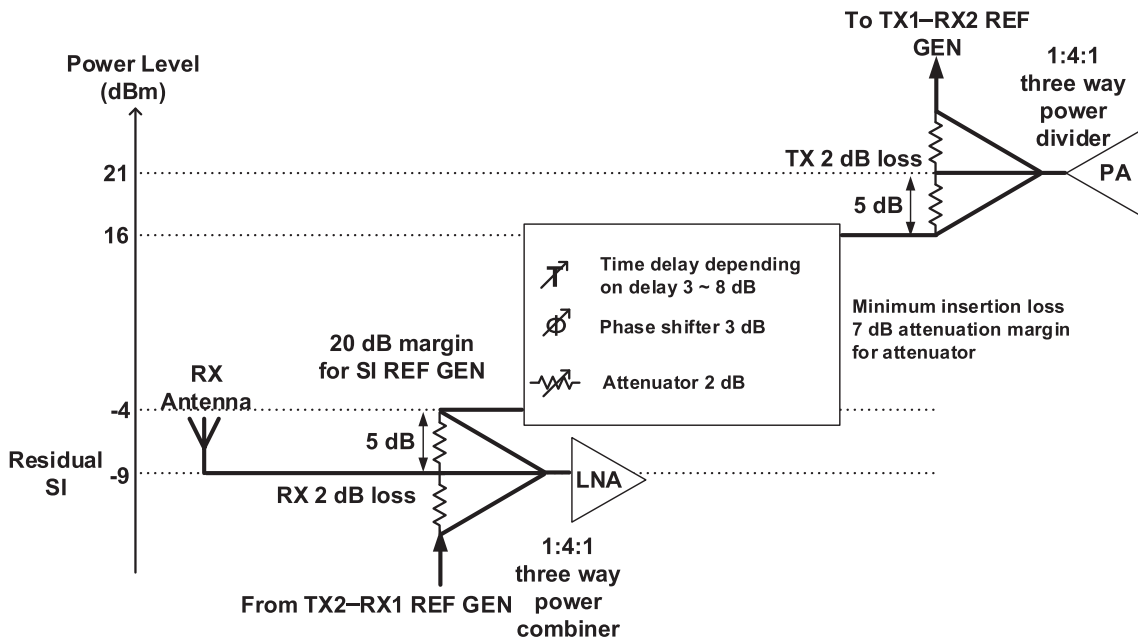 To TX1–RX2 REF
GEN
1:4:1
three way
power
divider
Power Level
(dBm)
21
TX 2 dB loss
PA
5 dB
16
T
Time delay depending
on delay 3 ~ 8 dB
ϕ
Phase shifter 3 dB
Attenuator 2 dB
Minimum insertion loss
7 dB attenuation margin
for attenuator
20 dB margin
for SI REF GEN
RX
Antenna
-4
5 dB
Residual
SI
-9
LNA
RX 2 dB loss
1:4:1
three way
power
combiner
From TX2–RX1 REF GEN